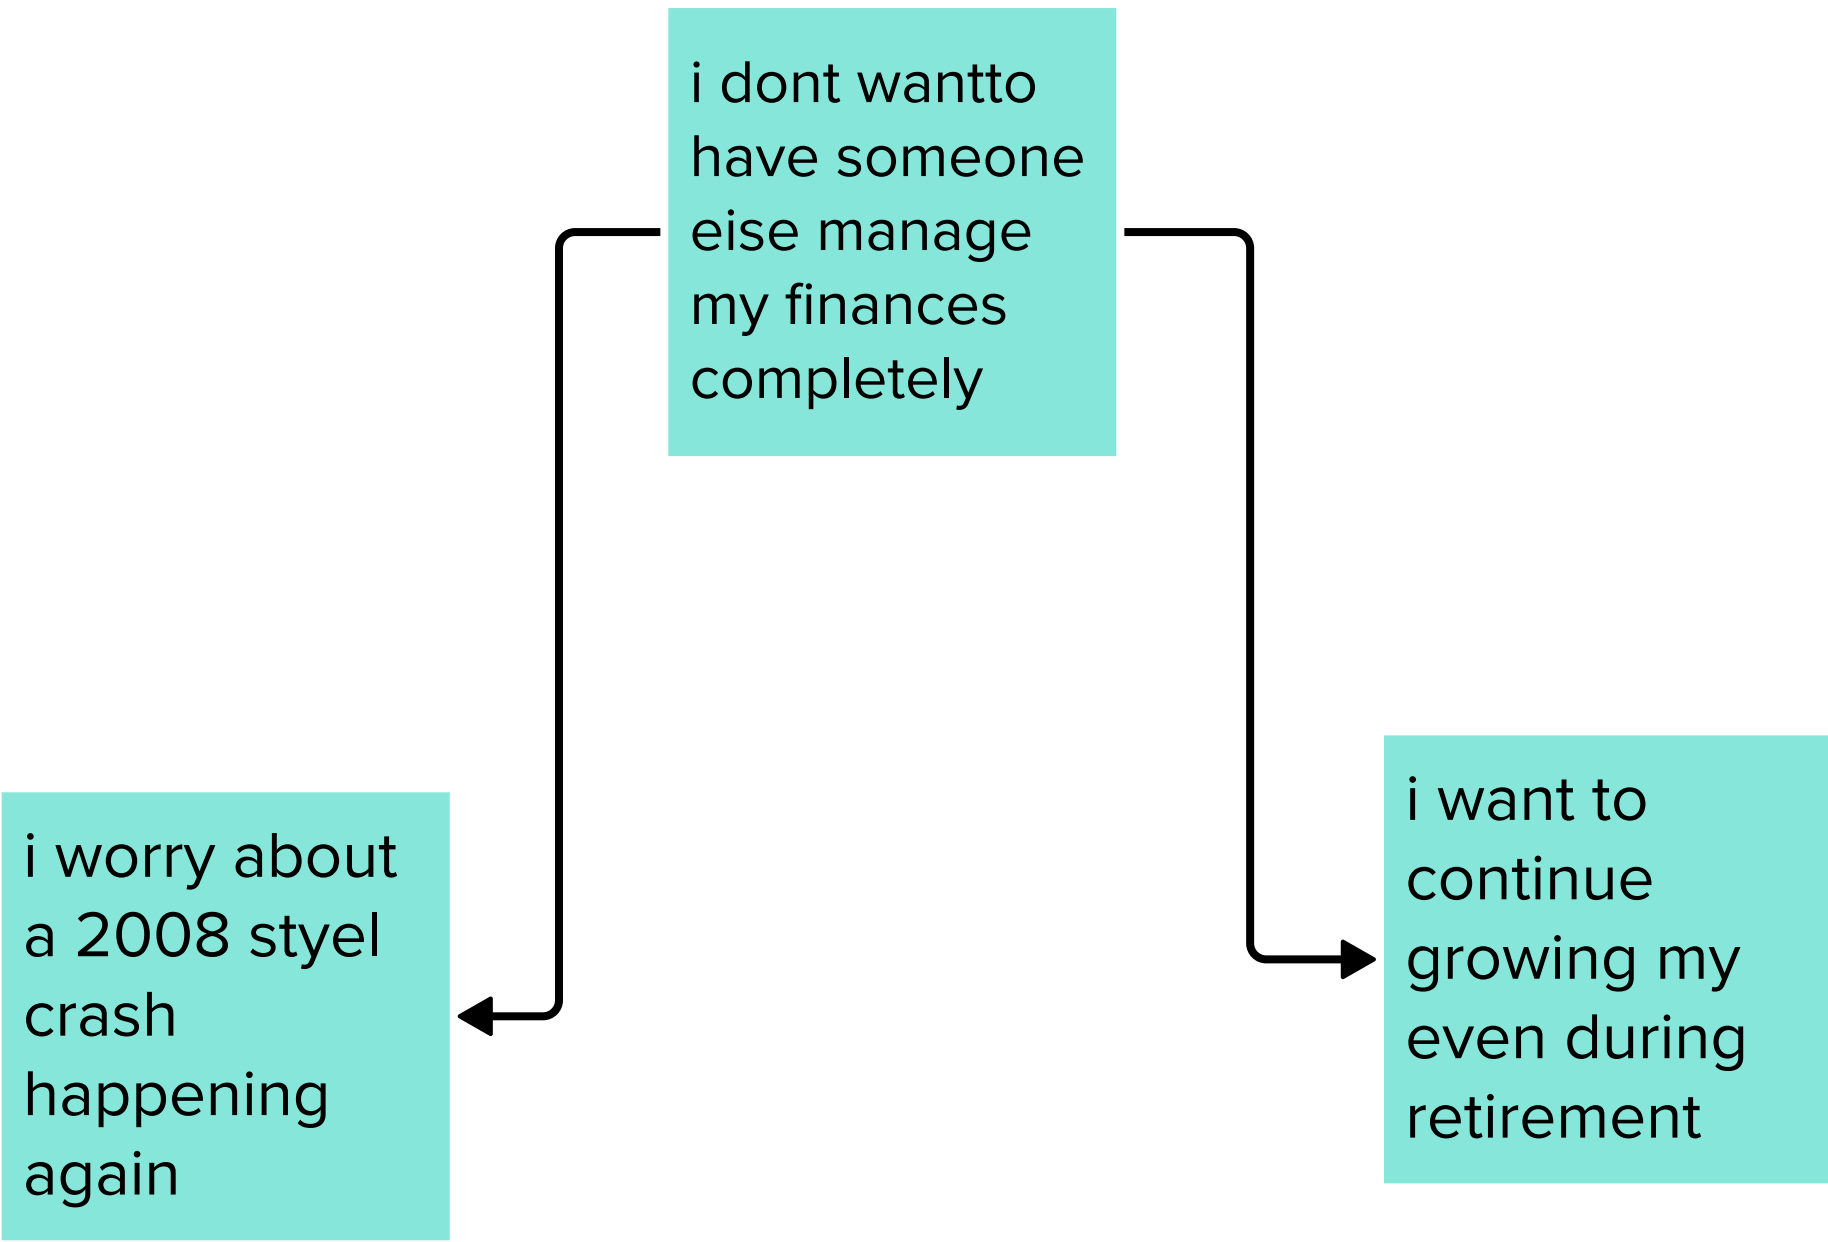 i dont wantto
have someone
eise manage
my finances
completely
i worry about
a 2008 styel
crash
happening
again
i want to
continue
growing my
even during
retirement